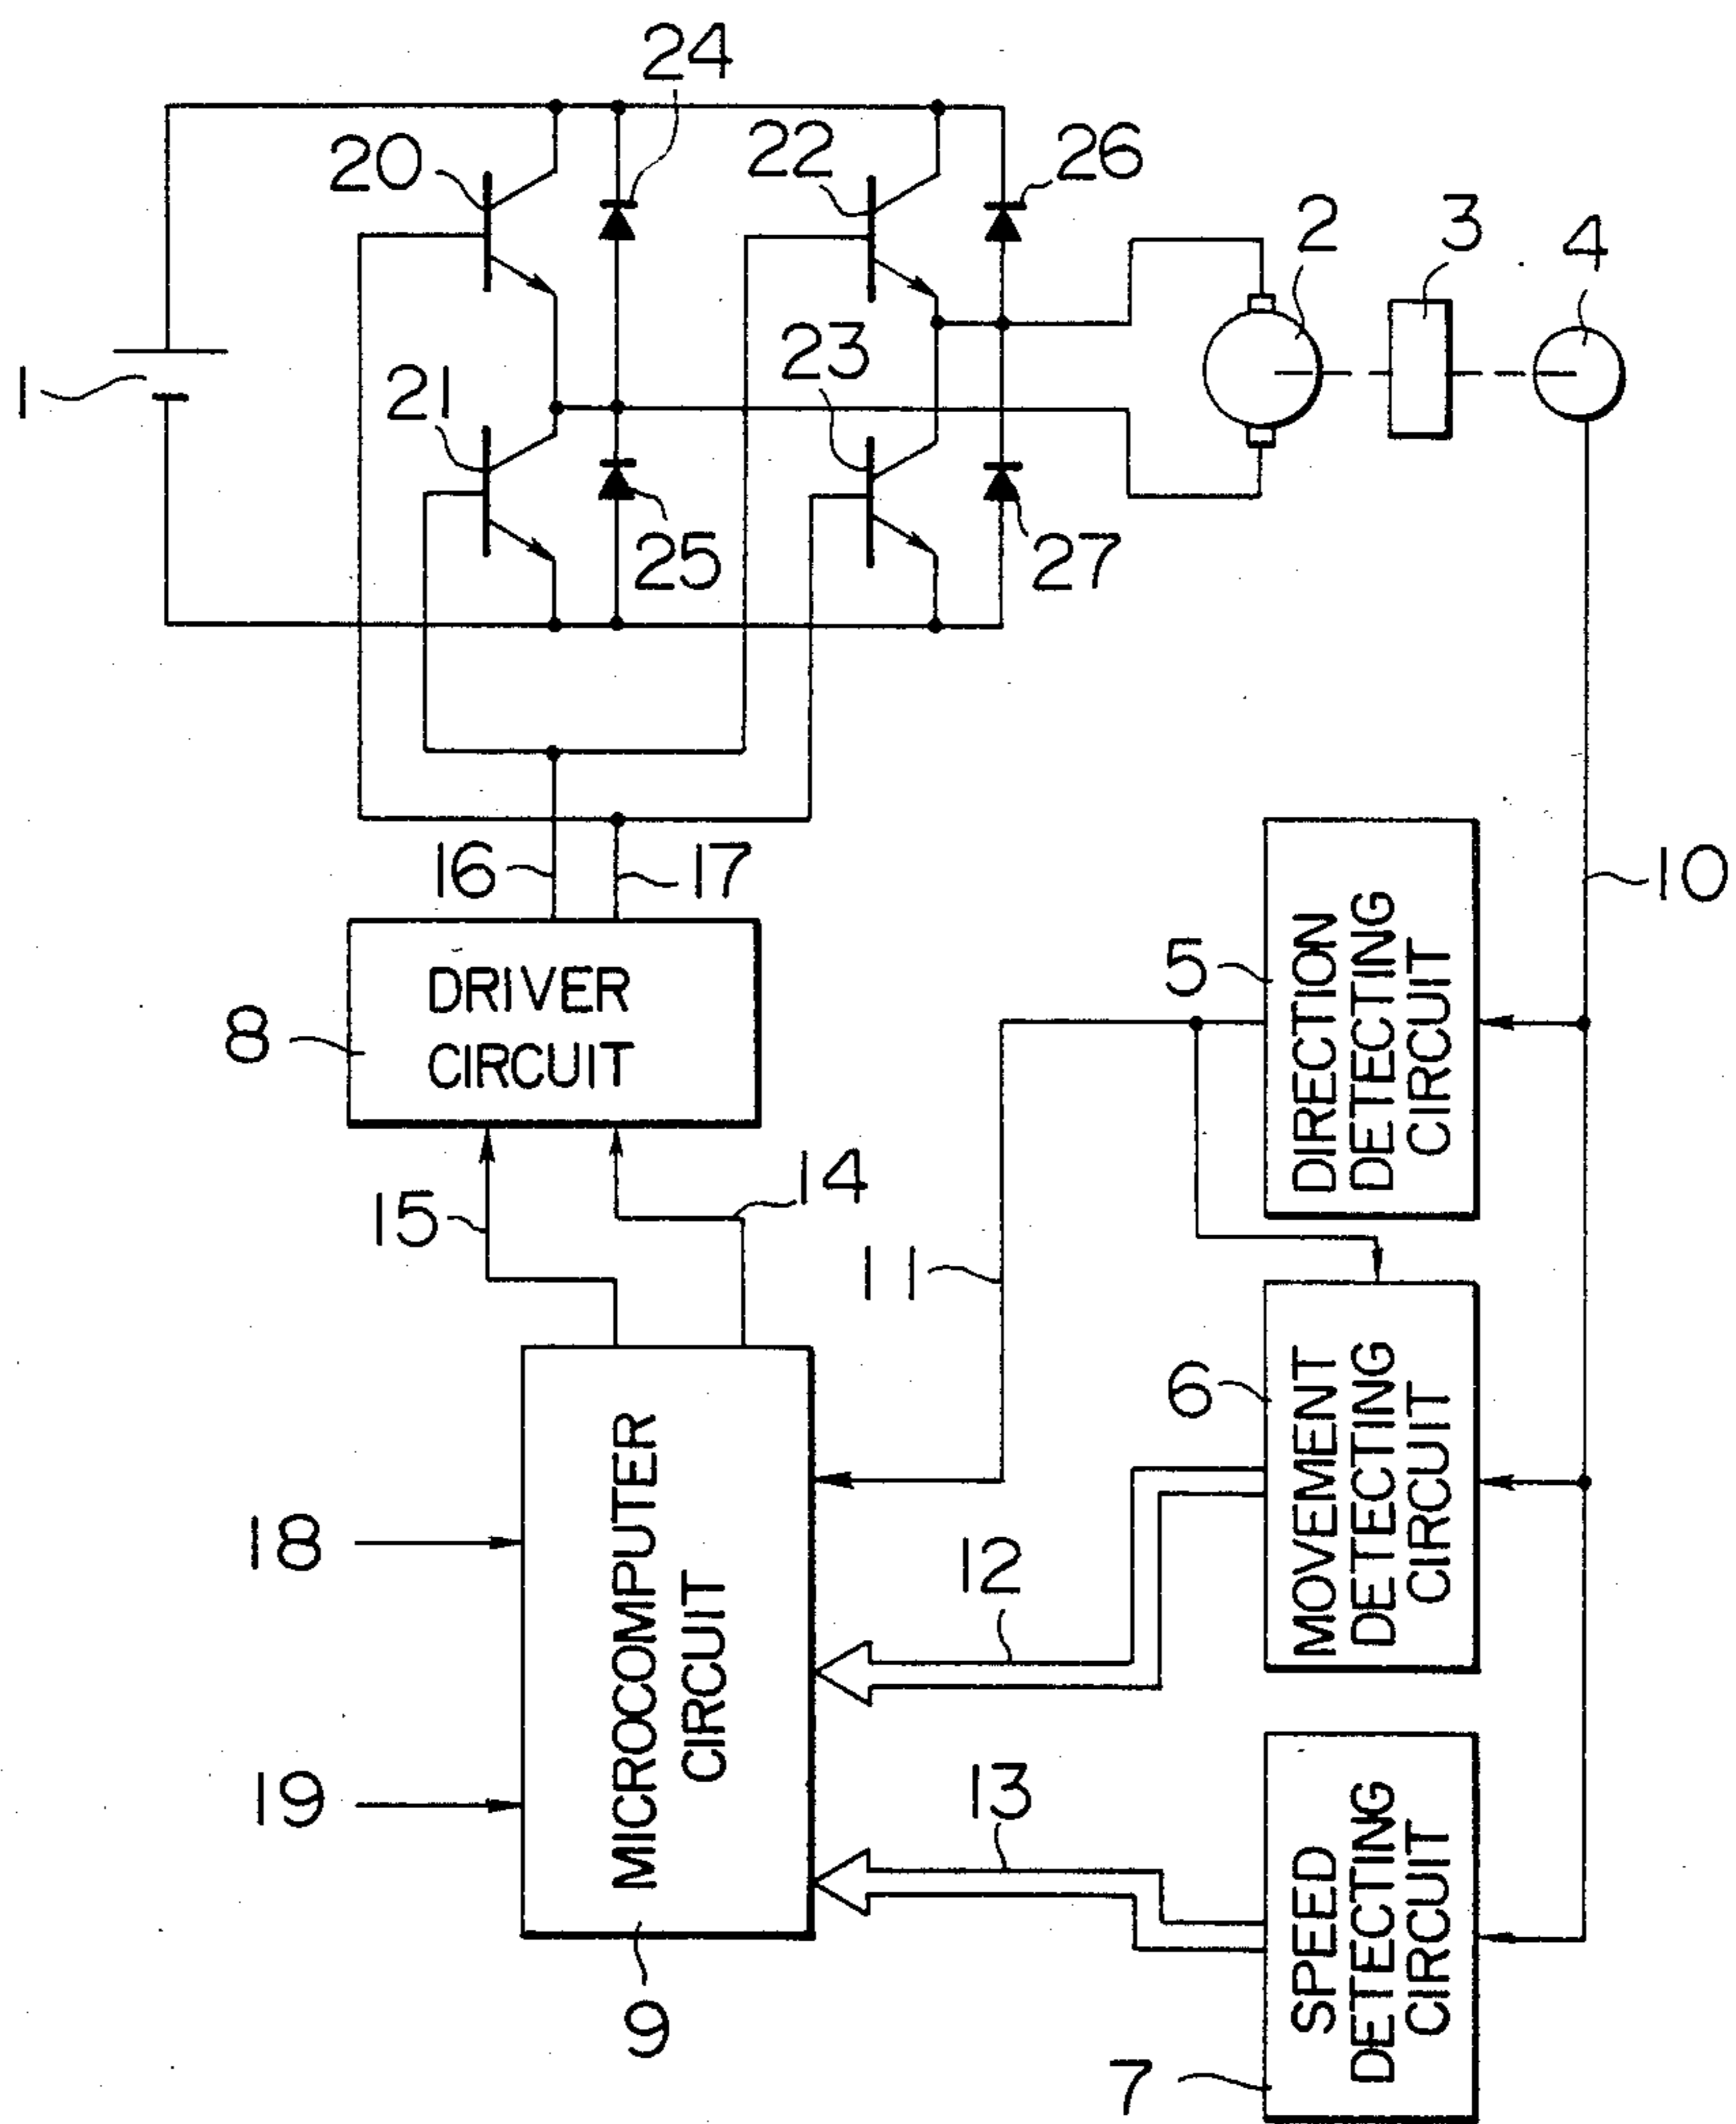 24
20
22
26
2
3
4
1
21
23
25
27
16
17
10
8
DRIVER
CIRCUIT
5
DIRECTION
DETECTING
CIRCUIT
15
14
11
6
MOVEMENT
DETECTING
CIRCUIT
18
12
MICROCOMPUTER
CIRCUIT
19
13
9
7
SPEED
DETECTING
CIRCUIT